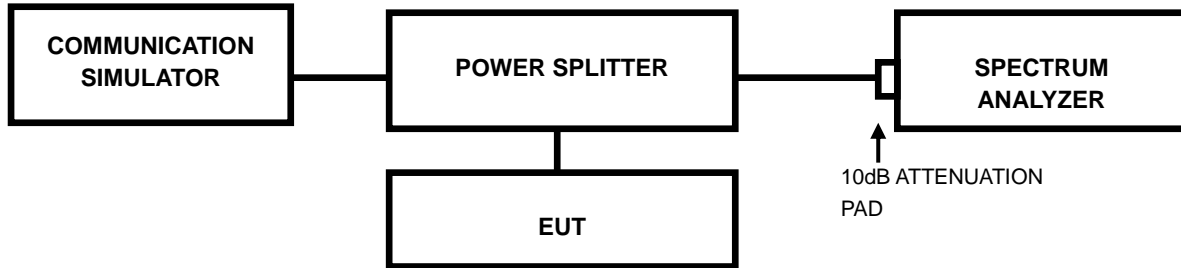 COMMUNICATION
SIMULATOR
POWER SPLITTER
SPECTRUM
ANALYZER
10dB ATTENUATION
PAD
EUT